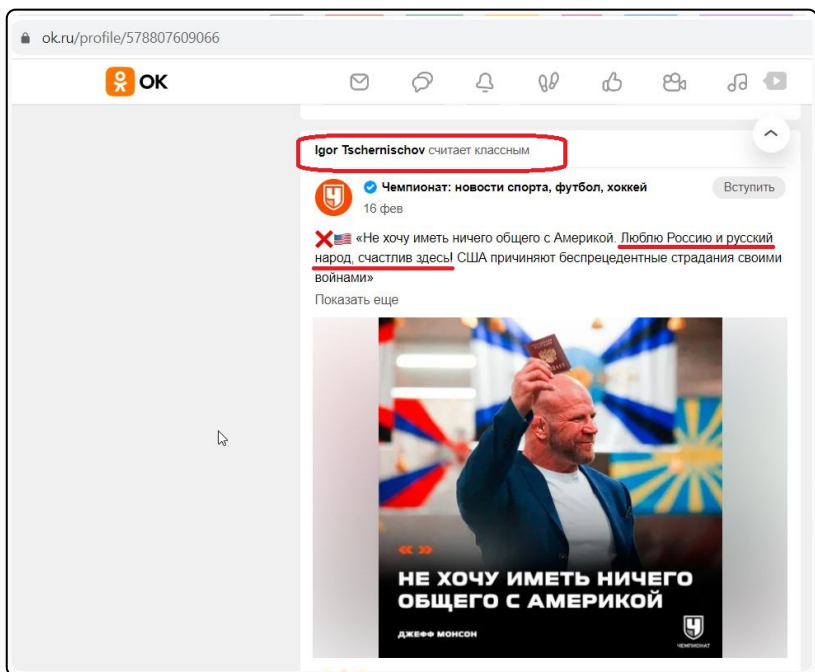 ok.ru/profile/578807609066
OK
Igor Tschernischov считает классным
Чемпионат: новости спорта, футбол, хоккей
Вступить
16 фев
«Не хочу иметь ничего общего с Америкой. Люблю Россию и русский
народ, счастлив здесь! США причиняют беспрецедентные страдания своими
войнами»
Показать еще
НЕ ХОЧУ ИМЕТЬ НИЧЕГО
ОБЩЕГО С АМЕРИКОЙ
ДЖЕФФ МОНСОН
ЧЕМПИОНАТ